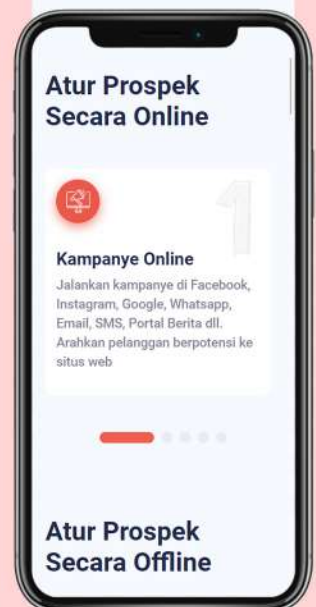 Atur Prospek
Secara Online
1
Kampanye Online
Jalankan kampanye di Facebook,
Instagram, Google, Whatsapp,
Email, SMS, Portal Berita dll.
Arahkan pelanggan berpotensi ke
situs web
Atur Prospek
Secara Offline